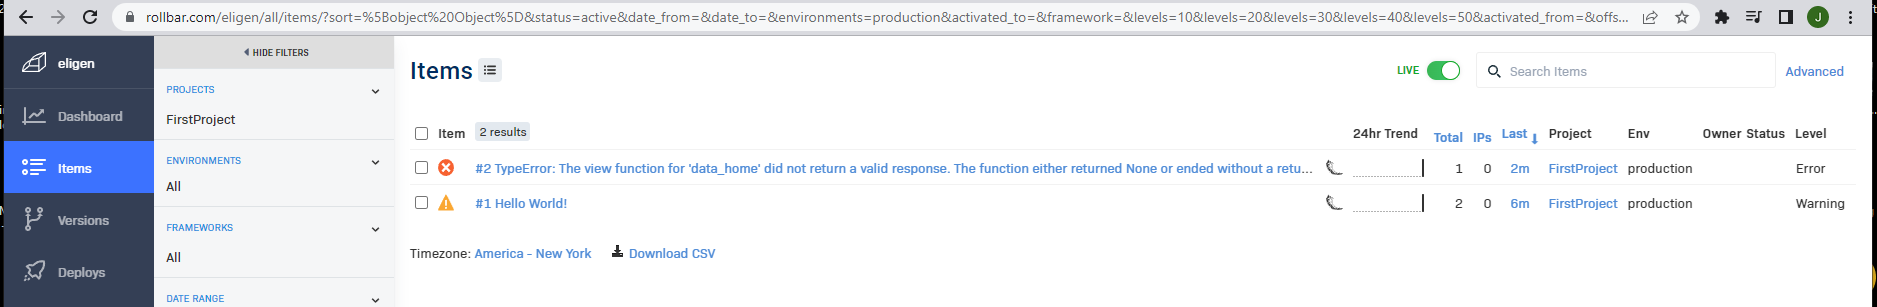 rollbar.com/eligen/all/items/?sort=%5Bobject%20Object%5D&status=active&date_from=&date_to=&environments=production&activated_to=&framework=&levels=10&levels=20&levels=30&levels=40&levels=50&activated_from=&offs...
J
eligen
HIDE FILTERS
Items
LIVE
Search Items
Advanced
Dashboard
PROJECTS
FirstProject
Items
ENVIRONMENTS
All
Versions
FRAMEWORKS
All
Deploys
DATE RANGE
Item 2 results 24hr Trend Total IPs Last ↓ Project Env Owner Status Level
#2 TypeError: The view function for 'data_home' did not return a valid response. The function either returned None or ended without a retu... 1 0 2m FirstProject production Error
#1 Hello World! 2 0 6m FirstProject production Warning
Timezone: America - New York Download CSV